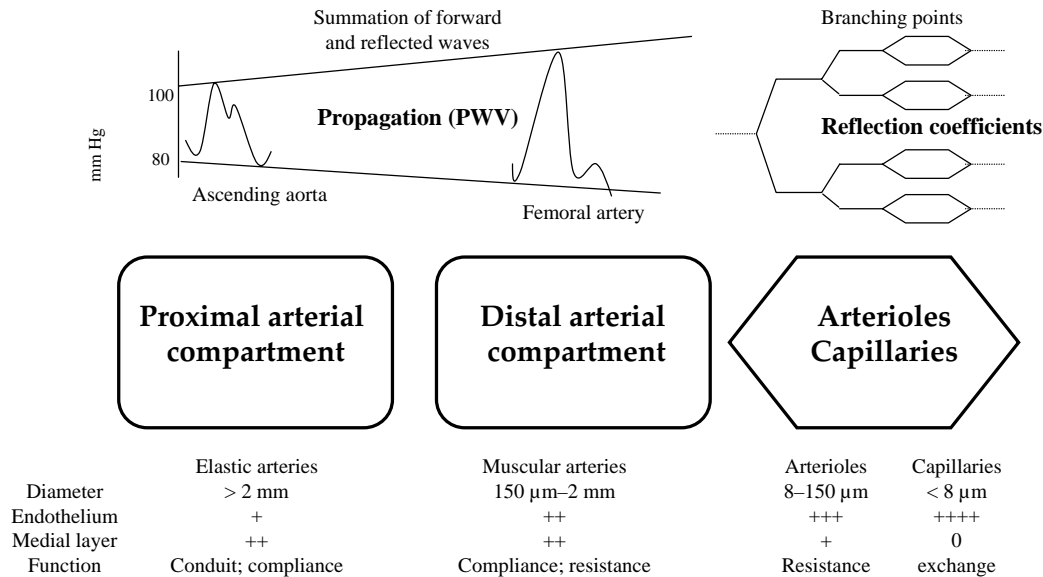 Summation of forward
and reflected waves
Branching points
100
80
mm Hg
Propagation (PWV)
Reflection coefficients
Ascending aorta
Femoral artery
Proximal arterial
compartment
Distal arterial
compartment
Arterioles
Capillaries
Elastic arteries Muscular arteries Arterioles Capillaries
Diameter > 2 mm 150 µm–2 mm 8–150 µm < 8 µm
Endothelium + ++ +++ ++++
Medial layer ++ ++ + 0
Function Conduit; compliance Compliance; resistance Resistance exchange